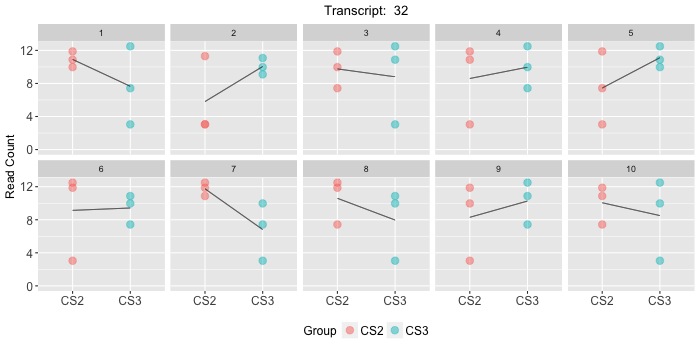 Transcript: 32
1 2 3 4 5
12
8
4
0
Read Count
6 7 8 9 10
12
8
4
0
CS2 CS3 CS2 CS3 CS2 CS3 CS2 CS3 CS2 CS3
Group CS2 CS3